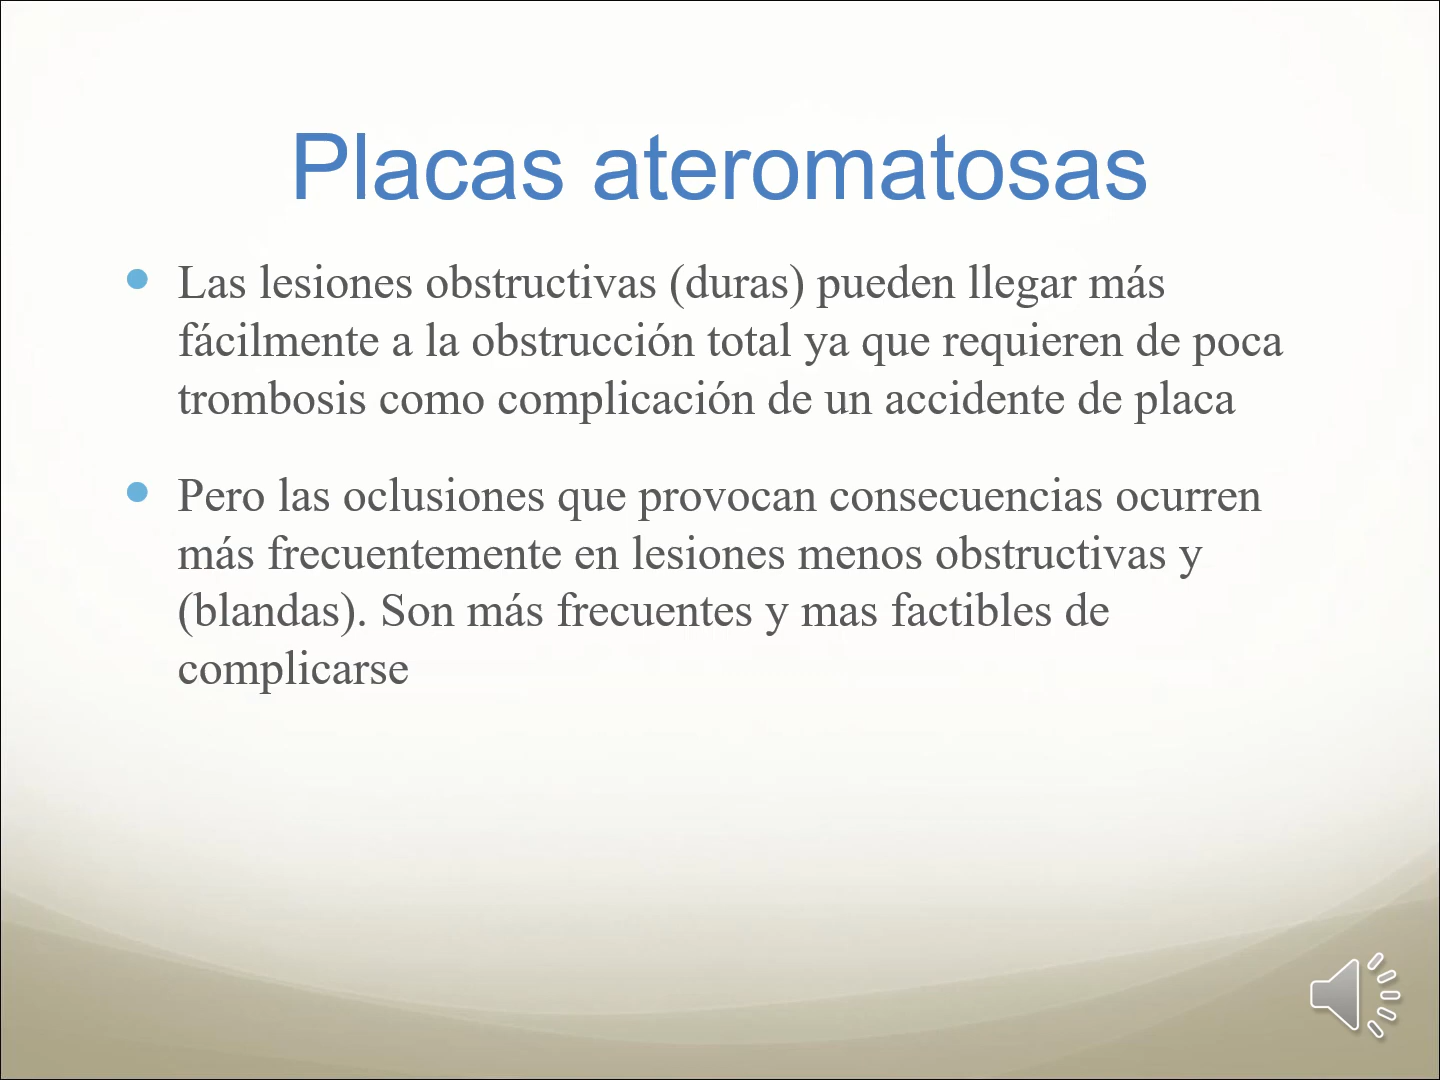 Placas ateromatosas
Las lesiones obstructivas (duras) pueden llegar más
fácilmente a la obstrucción total ya que requieren de poca
trombosis como complicación de un accidente de placa
Pero las oclusiones que provocan consecuencias ocurren
más frecuentemente en lesiones menos obstructivas y
(blandas). Son más frecuentes y mas factibles de
complicarse